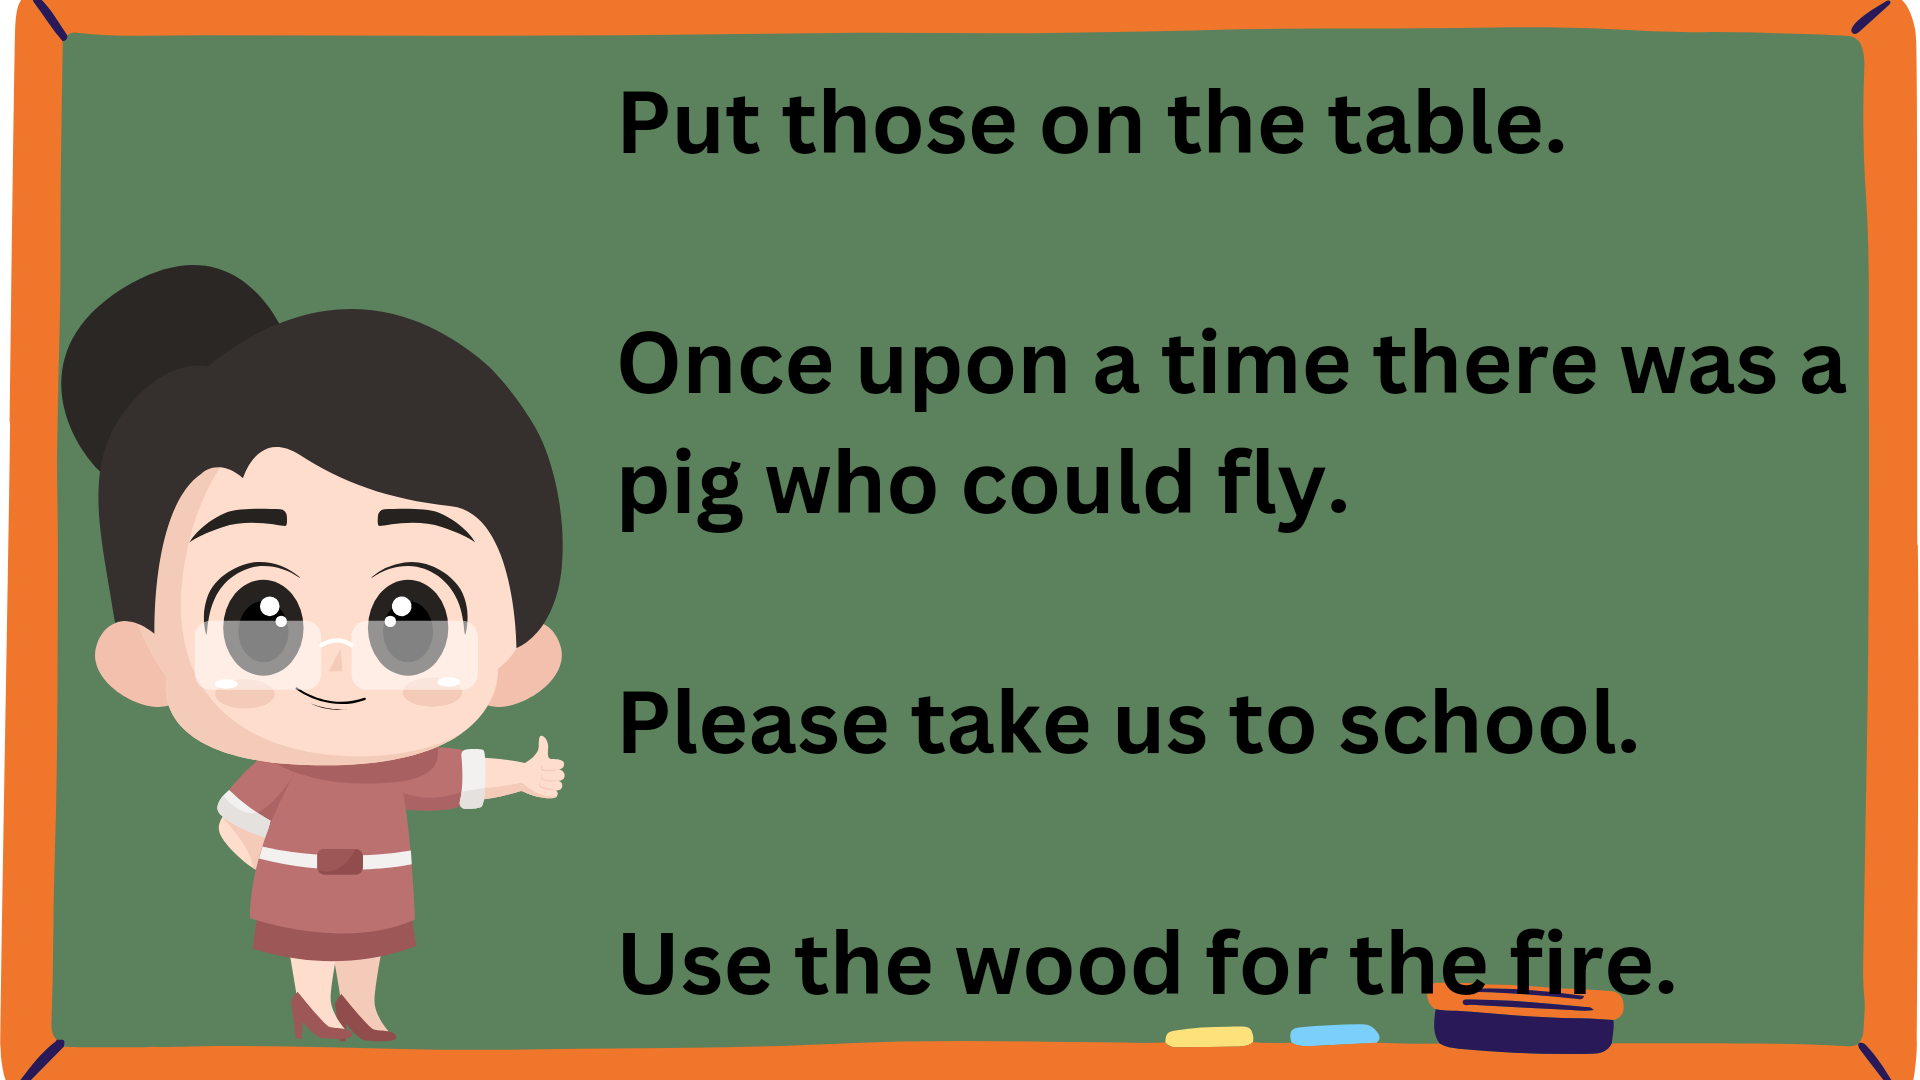 Put those on the table.
Once upon a time there was a
pig who could fly.
Please take us to school.
Use the wood for the fire.